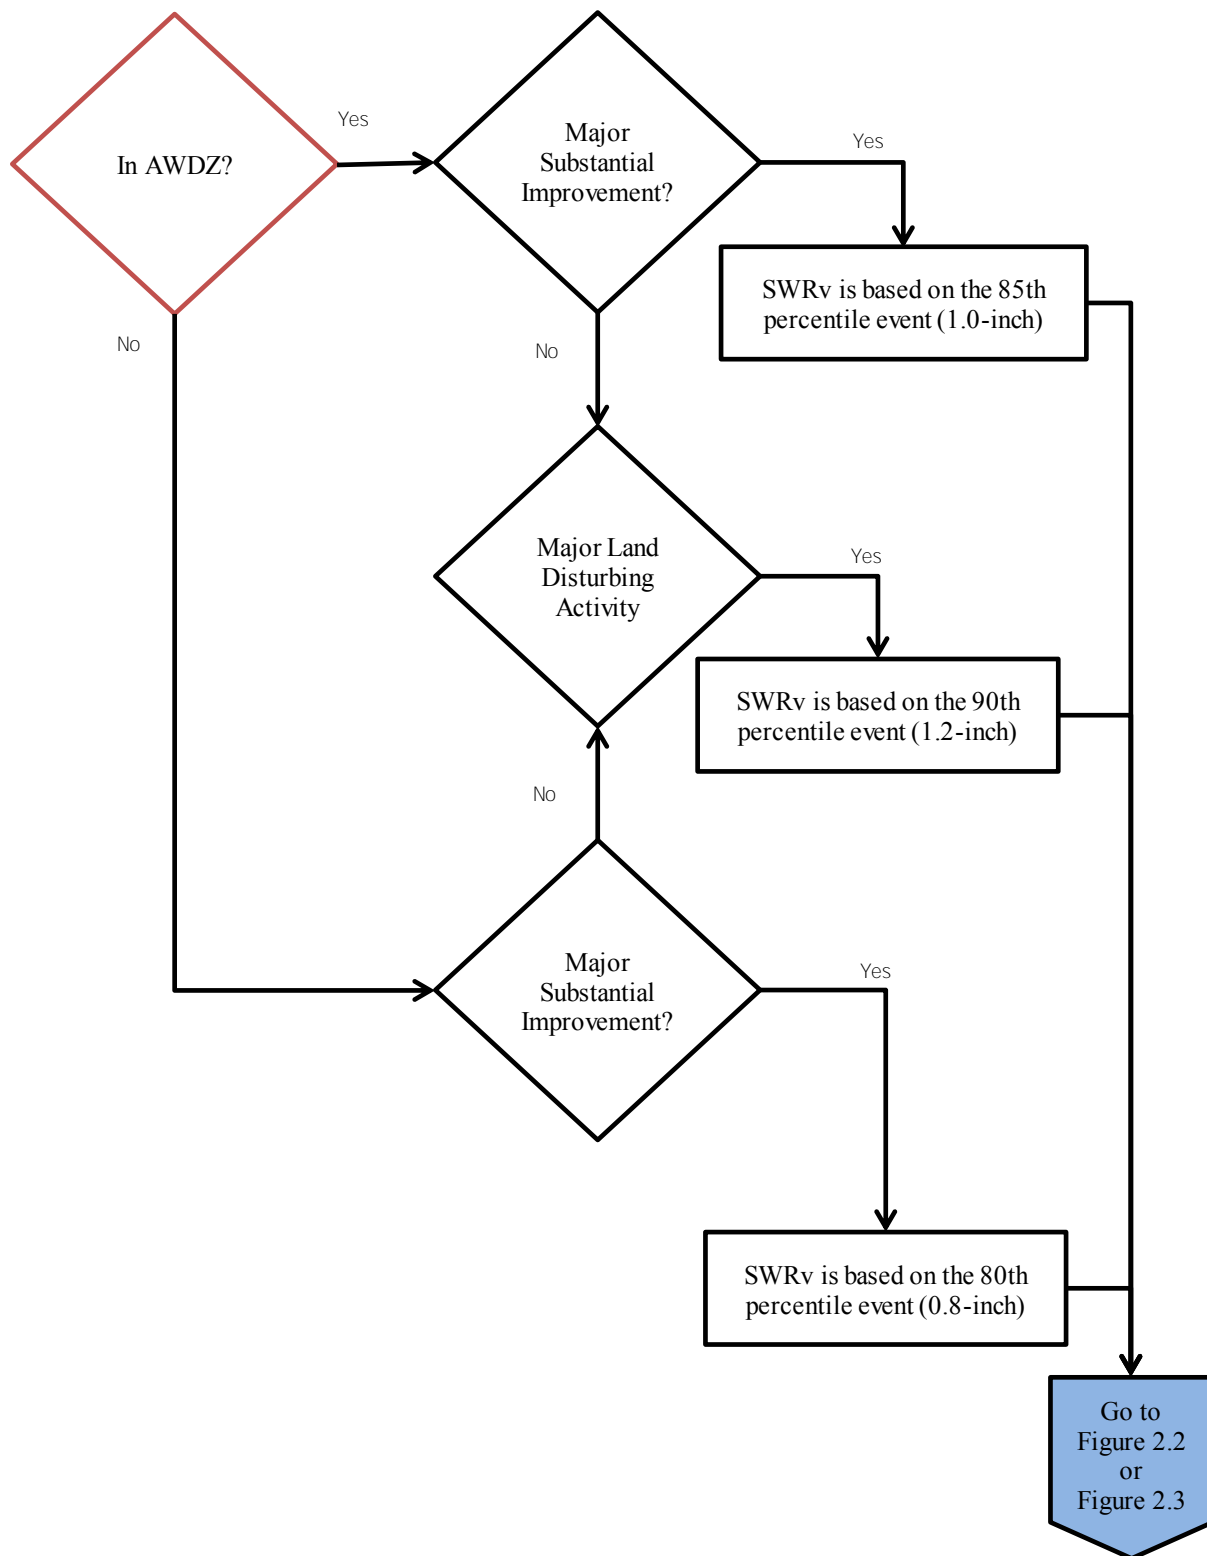 In AWDZ?
Yes
Major
Substantial
Improvement?
Yes
SWRv is based on the 85th
percentile event (1.0-inch)
No
No
Major Land
Disturbing
Activity
Yes
SWRv is based on the 90th
percentile event (1.2-inch)
No
Major
Substantial
Improvement?
Yes
SWRv is based on the 80th
percentile event (0.8-inch)
Go to
Figure 2.2
or
Figure 2.3